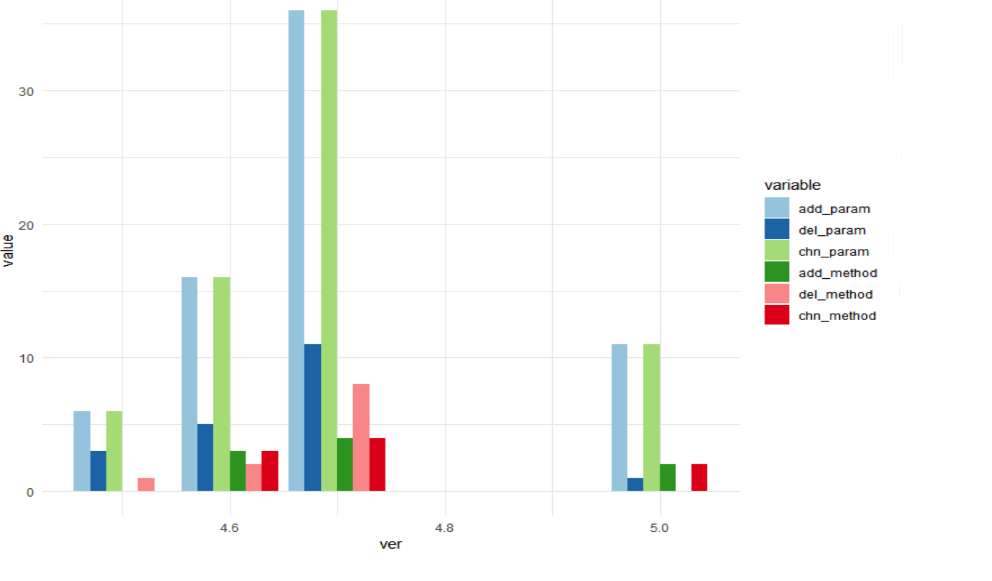 value
30
20
10
0
4.6
4.8
5.0
ver
variable
add_param
del_param
chn_param
add_method
del_method
chn_method